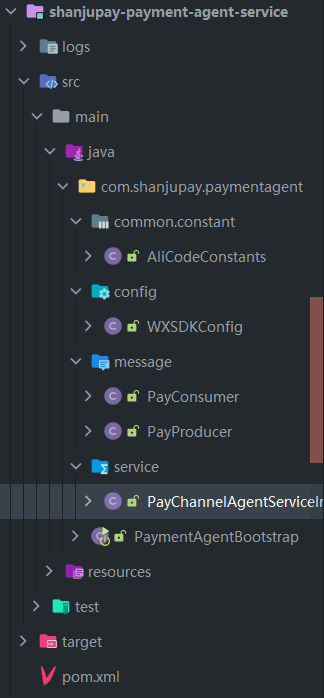 shanjupay-payment-agent-service
logs
src
main
java
com.shanjupay.paymentagent
common.constant
AliCodeConstants
config
WXSDKConfig
message
PayConsumer
PayProducer
service
PayChannelAgentServiceIm
PaymentAgentBootstrap
resources
test
target
pom.xml